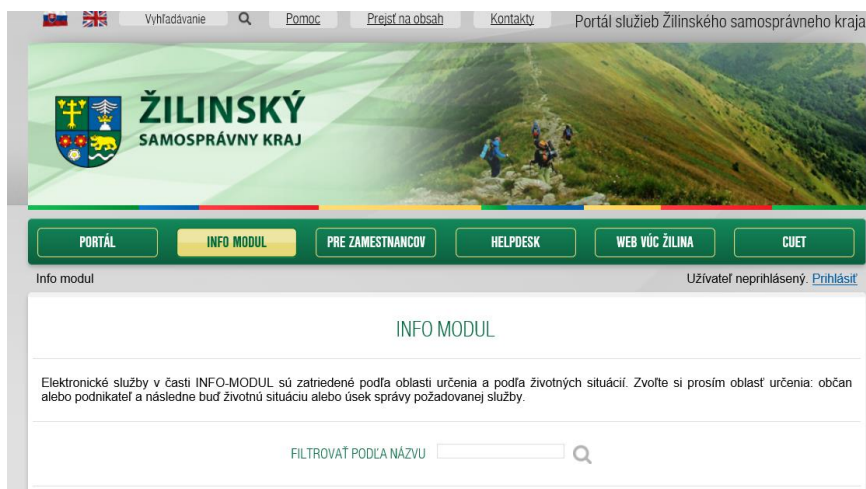 Vyhľadávanie Pomoc Prejsť na obsah Kontakty Portál služieb Žilinského samosprávneho kraja
ŽILINSKÝ
SAMOSPRÁVNY KRAJ
PORTÁL INFO MODUL PRE ZAMESTNANCOV HELPDESK WEB VÚC ŽILINA CUET
Info modul Užívateľ neprihlásený. Prihlásiť
INFO MODUL
Elektronické služby v časti INFO-MODUL sú zatriedené podľa oblasti určenia a podľa životných situácií. Zvoľte si prosím oblasť určenia: občan
alebo podnikateľ a následne buď životnú situáciu alebo úsek správy požadovanej služby.
FILTROVAŤ PODĽA NÁZVU